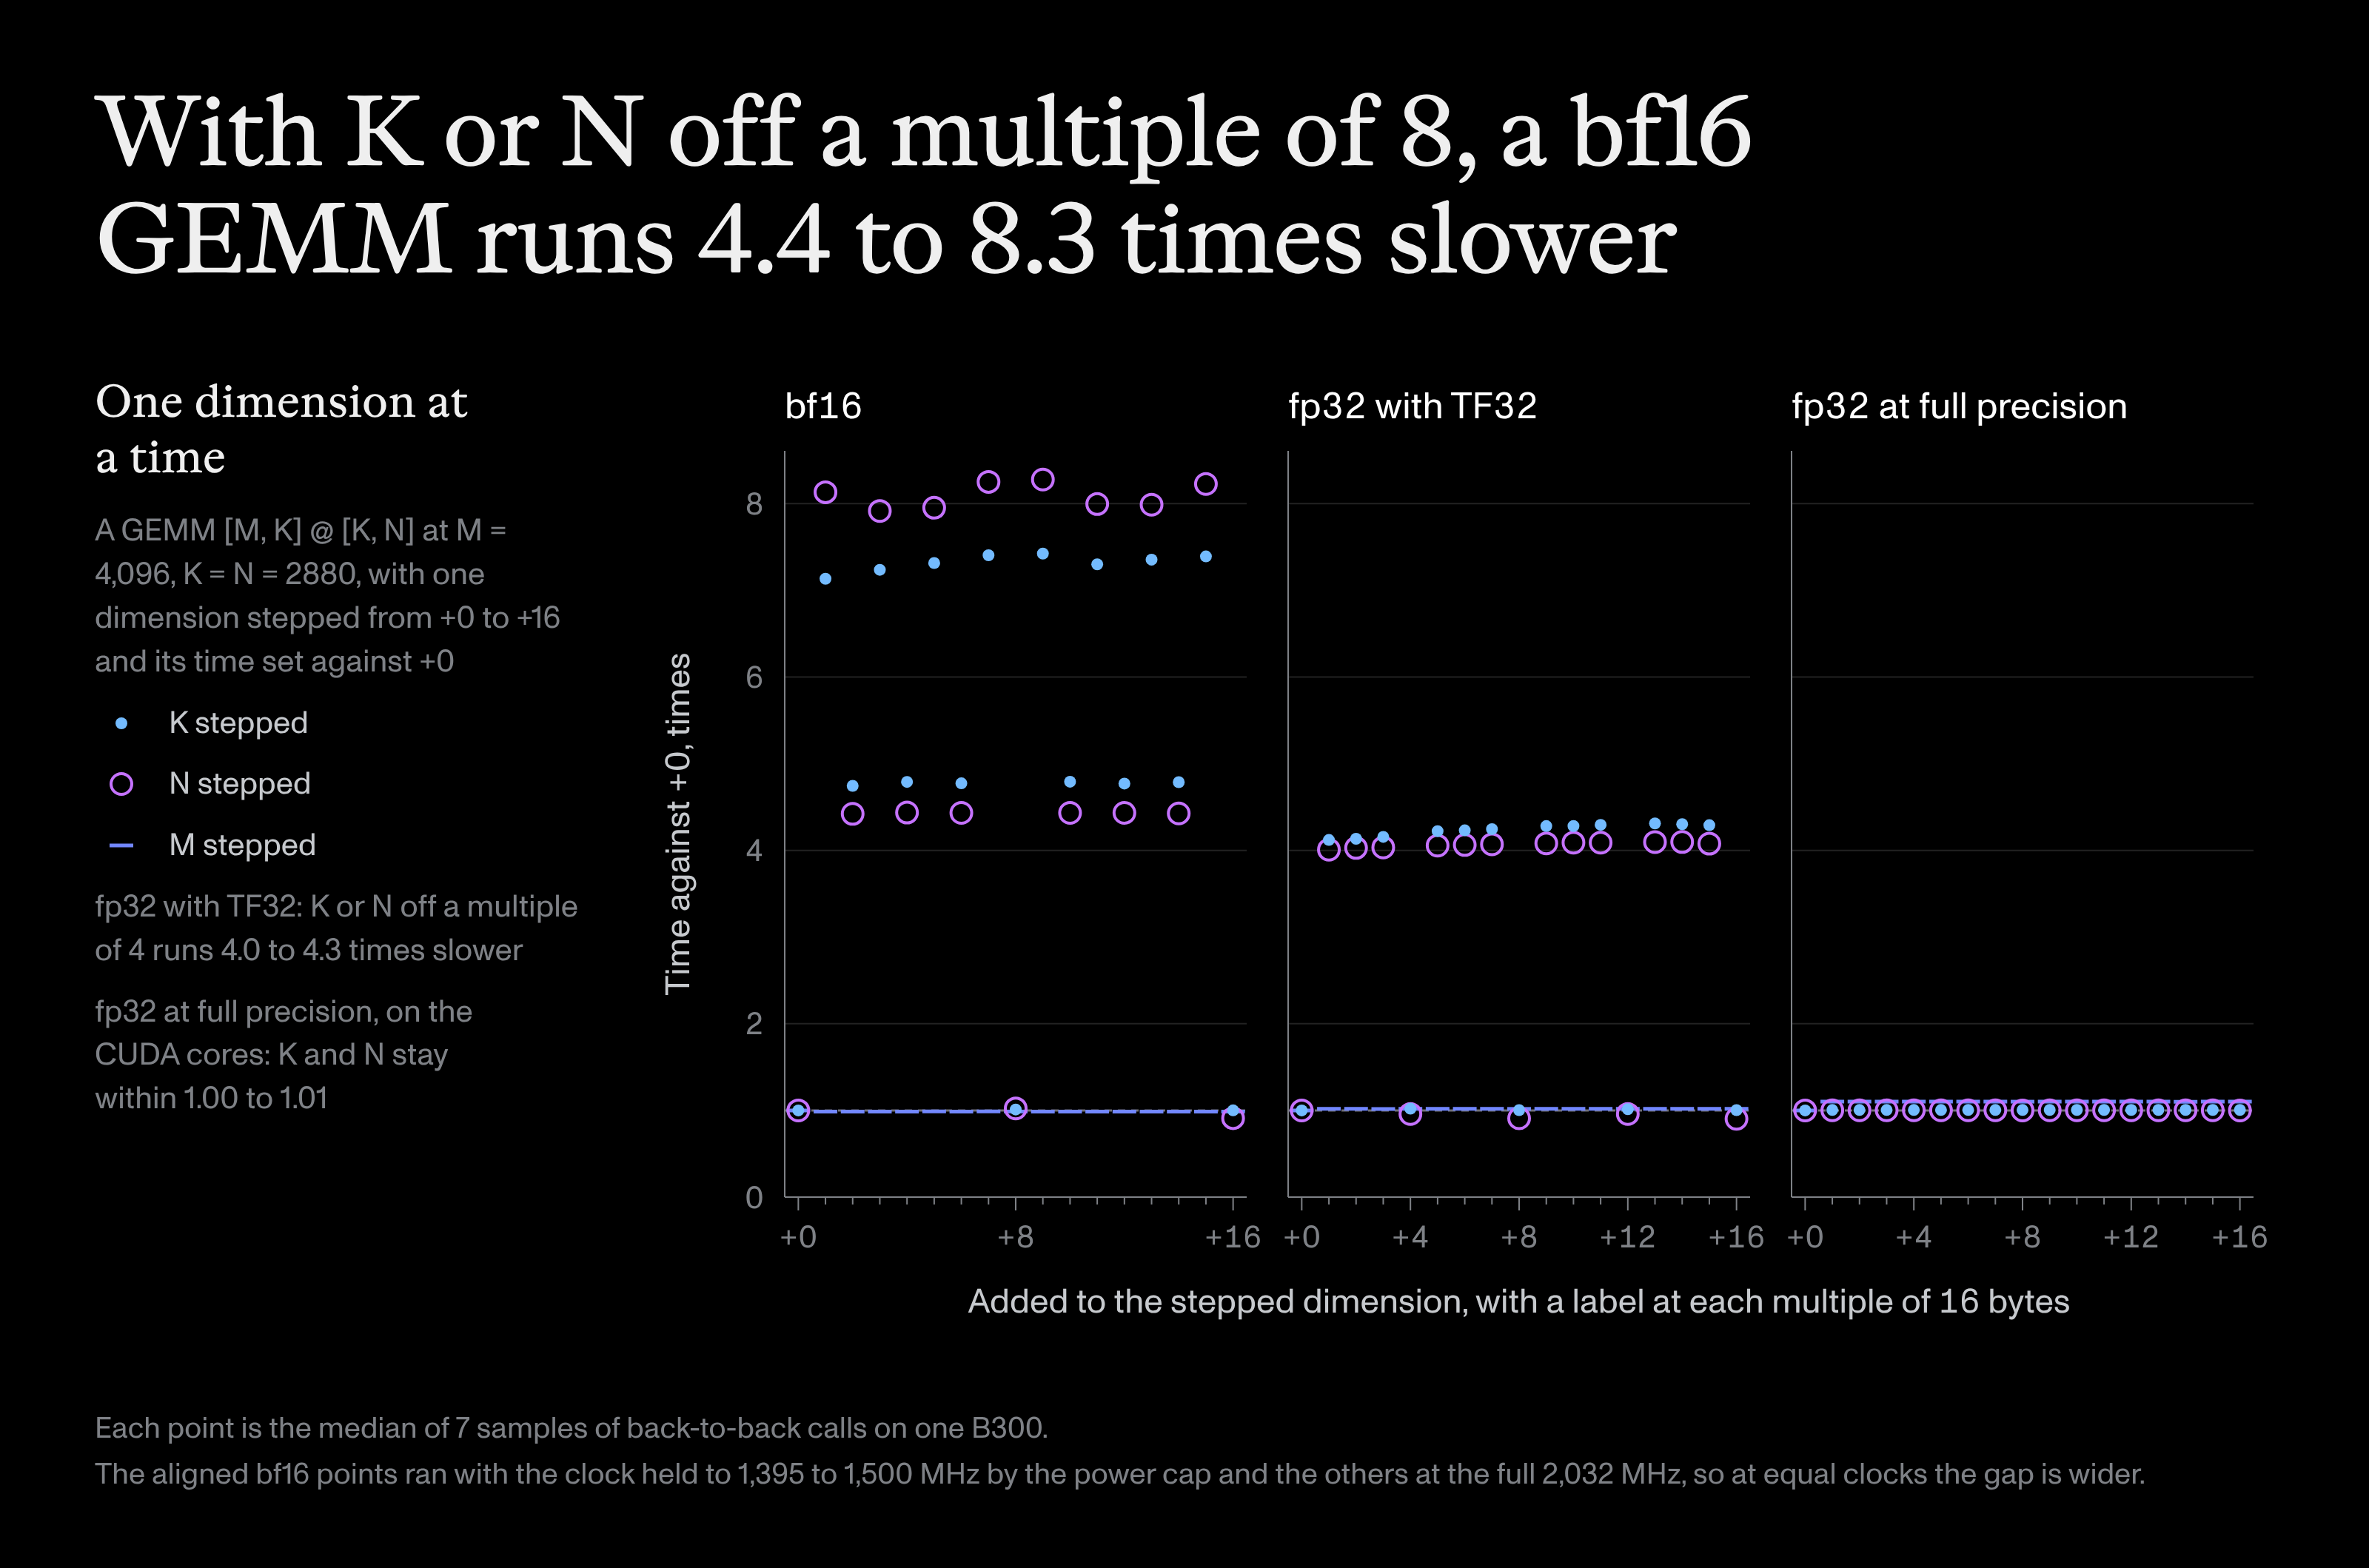 With K or N off a multiple of 8, a bf16
GEMM runs 4.4 to 8.3 times slower
One dimension at
a time
A GEMM [M, K] @ [K, N] at M =
4,096, K = N = 2880, with one
dimension stepped from +0 to +16
and its time set against +0
K stepped
N stepped
M stepped
fp32 with TF32: K or N off a multiple
of 4 runs 4.0 to 4.3 times slower
fp32 at full precision, on the
CUDA cores: K and N stay
within 1.00 to 1.01
Time against +0, times
bf16
8
6
4
2
0
+0
+8
+16
fp32 with TF32
+0
+4
+8
+12
+16
fp32 at full precision
+0
+4
+8
+12
+16
Added to the stepped dimension, with a label at each multiple of 16 bytes
Each point is the median of 7 samples of back-to-back calls on one B300.
The aligned bf16 points ran with the clock held to 1,395 to 1,500 MHz by the power cap and the others at the full 2,032 MHz, so at equal clocks the gap is wider.